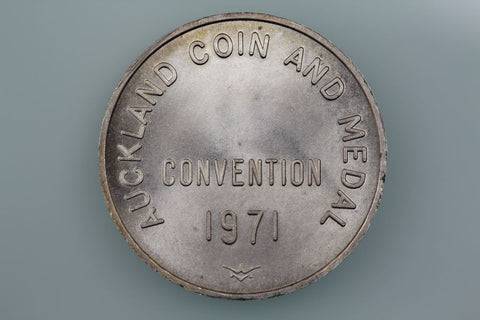 AUCKLAND COIN AND MEDAL
CONVENTION
1971